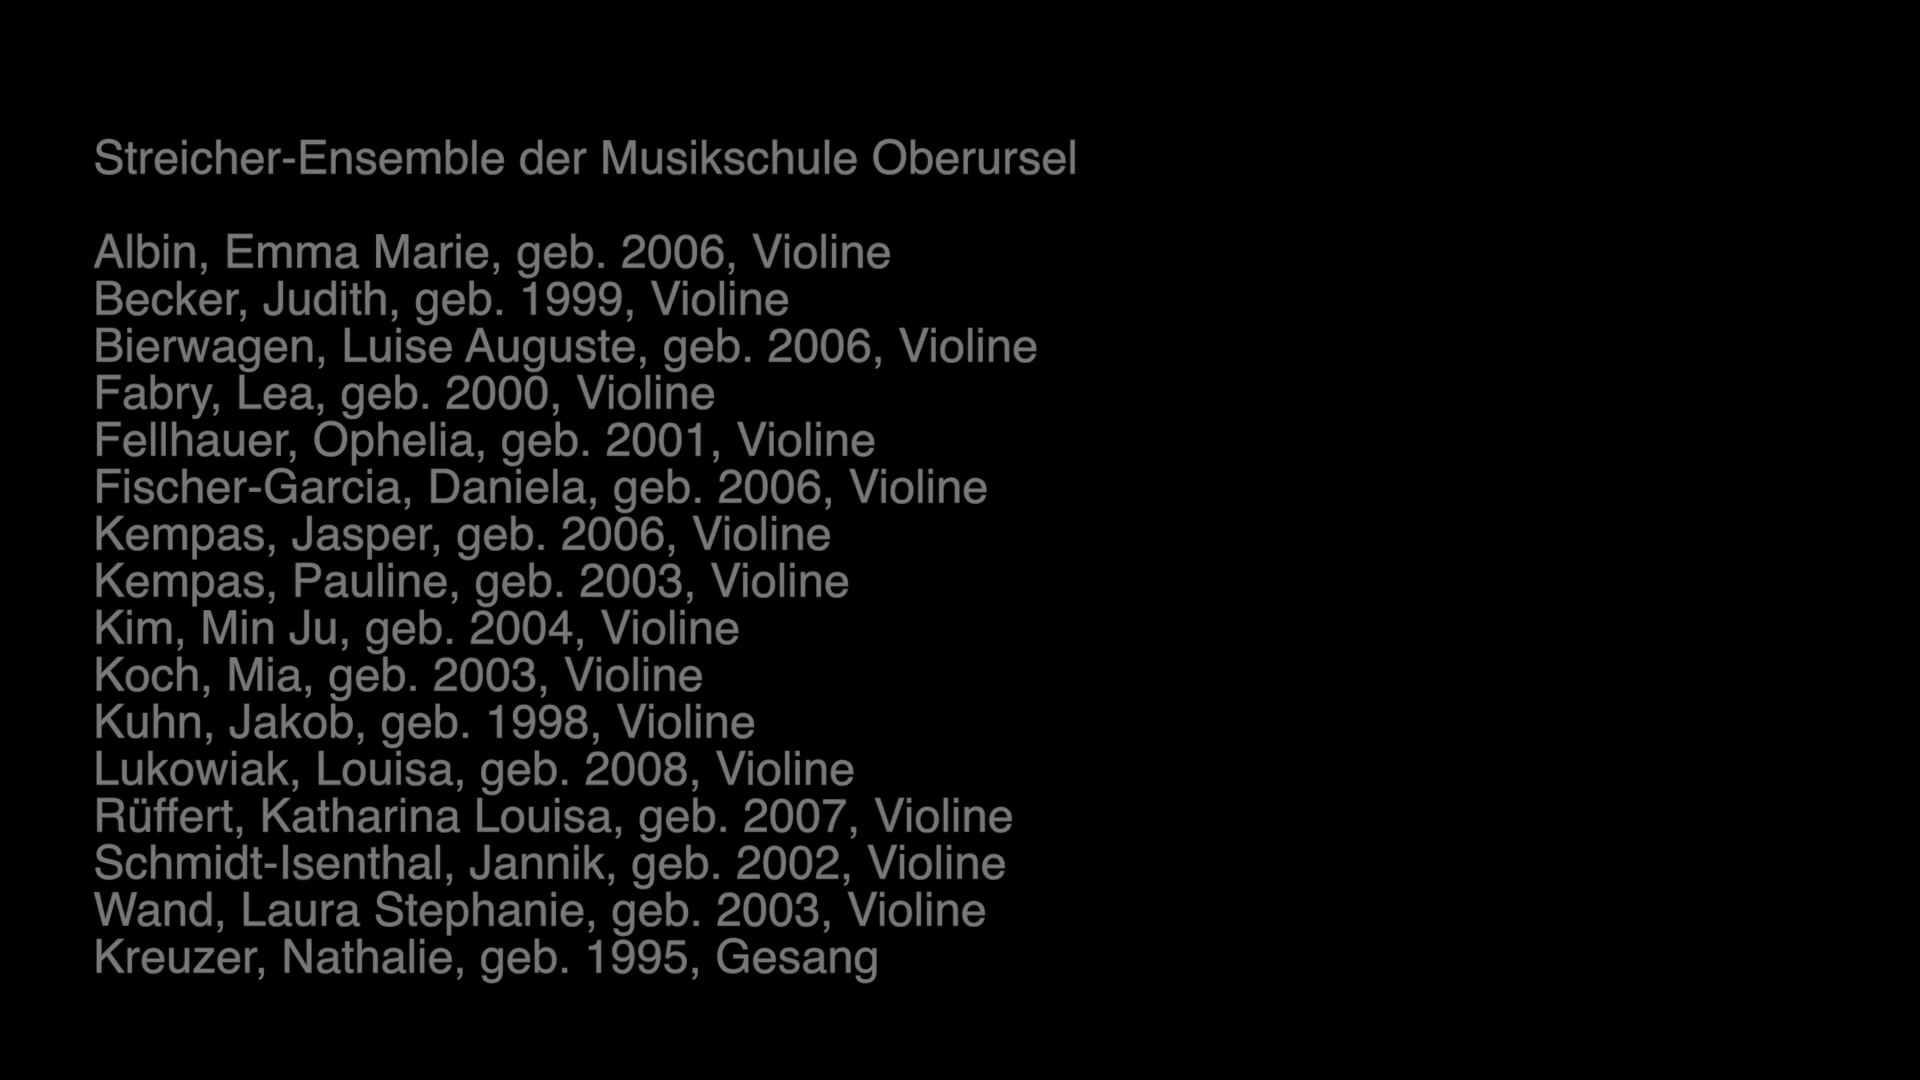 Streicher-Ensemble der Musikschule Oberursel
Albin, Emma Marie, geb. 2006, Violine
Becker, Judith, geb. 1999, Violine
Bierwagen, Luise Auguste, geb. 2006, Violine
Fabry, Lea, geb. 2000, Violine
Fellhauer, Ophelia, geb. 2001, Violine
Fischer-Garcia, Daniela, geb. 2006, Violine
Kempas, Jasper, geb. 2006, Violine
Kempas, Pauline, geb. 2003, Violine
Kim, Min Ju, geb. 2004, Violine
Koch, Mia, geb. 2003, Violine
Kuhn, Jakob, geb. 1998, Violine
Lukowiak, Louisa, geb. 2008, Violine
Rüffert, Katharina Louisa, geb. 2007, Violine
Schmidt-Isenthal, Jannik, geb. 2002, Violine
Wand, Laura Stephanie, geb. 2003, Violine
Kreuzer, Nathalie, geb. 1995, Gesang